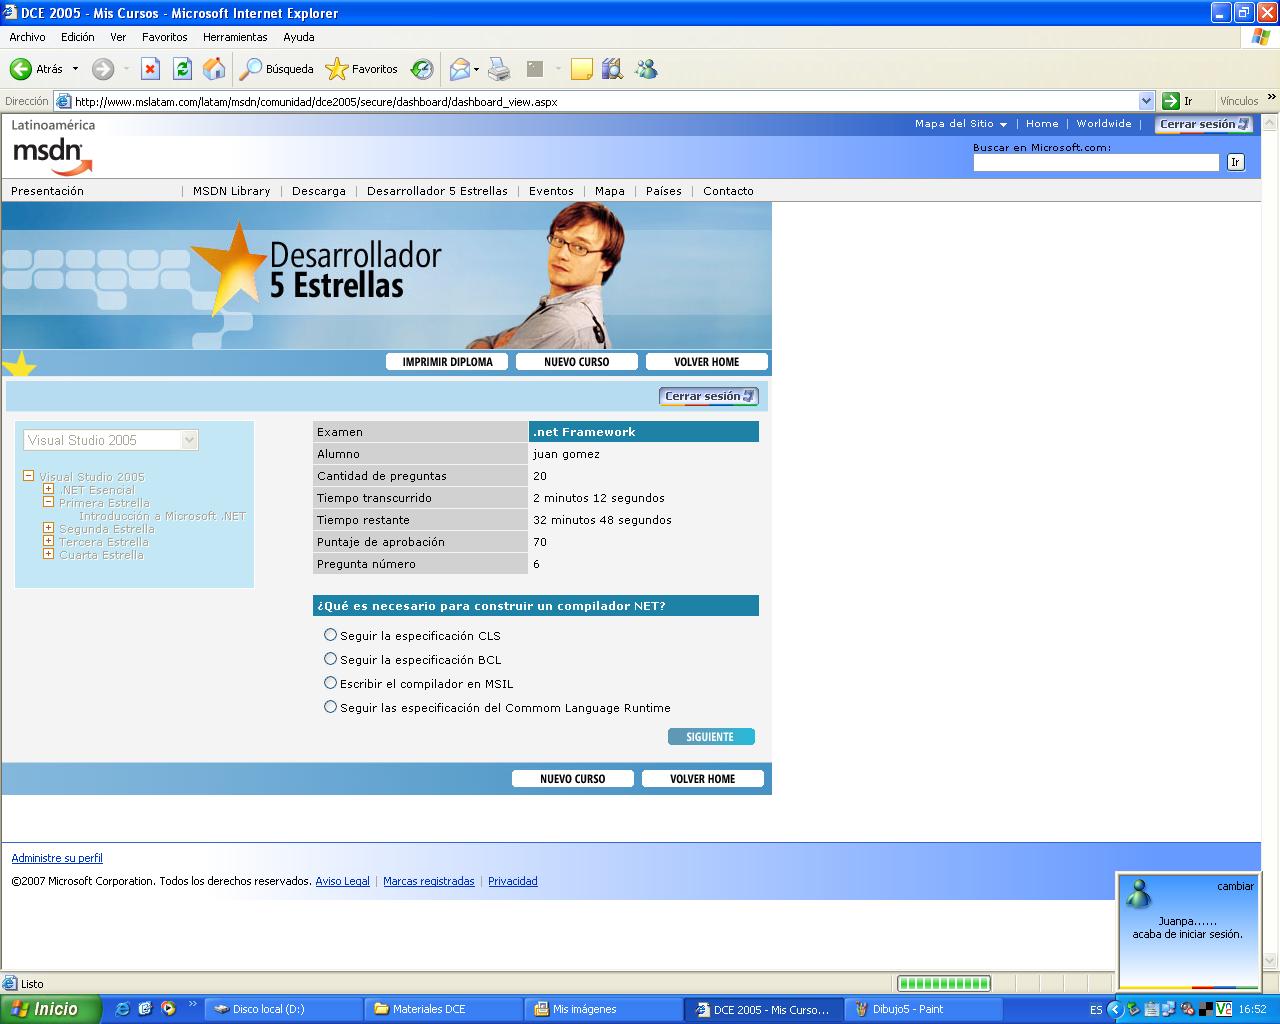 DCE 2005 - Mis Cursos - Microsoft Internet Explorer
Archivo Edición Ver Favoritos Herramientas Ayuda
Atrás Búsqueda Favoritos
Dirección http://www.mslatam.com/latam/msdn/comunidad/dce2005/secure/dashboard/dashboard_view.aspx Ir Vínculos »
Latinoamérica Mapa del Sitio | Home | Worldwide | Cerrar sesión
msdn
Buscar en Microsoft.com:
Ir
Presentación | MSDN Library | Descarga | Desarrollador 5 Estrellas | Eventos | Mapa | Países | Contacto
Desarrollador
5 Estrellas
IMPRIMIR DIPLOMA NUEVO CURSO VOLVER HOME
Cerrar sesión
Visual Studio 2005
Visual Studio 2005
.NET Esencial
Primera Estrella
Introducción a Microsoft .NET
Segunda Estrella
Tercera Estrella
Cuarta Estrella
Examen .net Framework
Alumno juan gomez
Cantidad de preguntas 20
Tiempo transcurrido 2 minutos 12 segundos
Tiempo restante 32 minutos 48 segundos
Puntaje de aprobación 70
Pregunta número 6
¿Qué es necesario para construir un compilador NET?
Seguir la especificación CLS
Seguir la especificación BCL
Escribir el compilador en MSIL
Seguir las especificación del Commom Language Runtime
SIGUIENTE
NUEVO CURSO VOLVER HOME
Administre su perfil
©2007 Microsoft Corporation. Todos los derechos reservados. Aviso Legal | Marcas registradas | Privacidad
cambiar
Juanpa......
acaba de iniciar sesión.
Listo
Inicio » Disco local (D:) Materiales DCE Mis imágenes DCE 2005 - Mis Curso... Dibujo5 - Paint ES 16:52